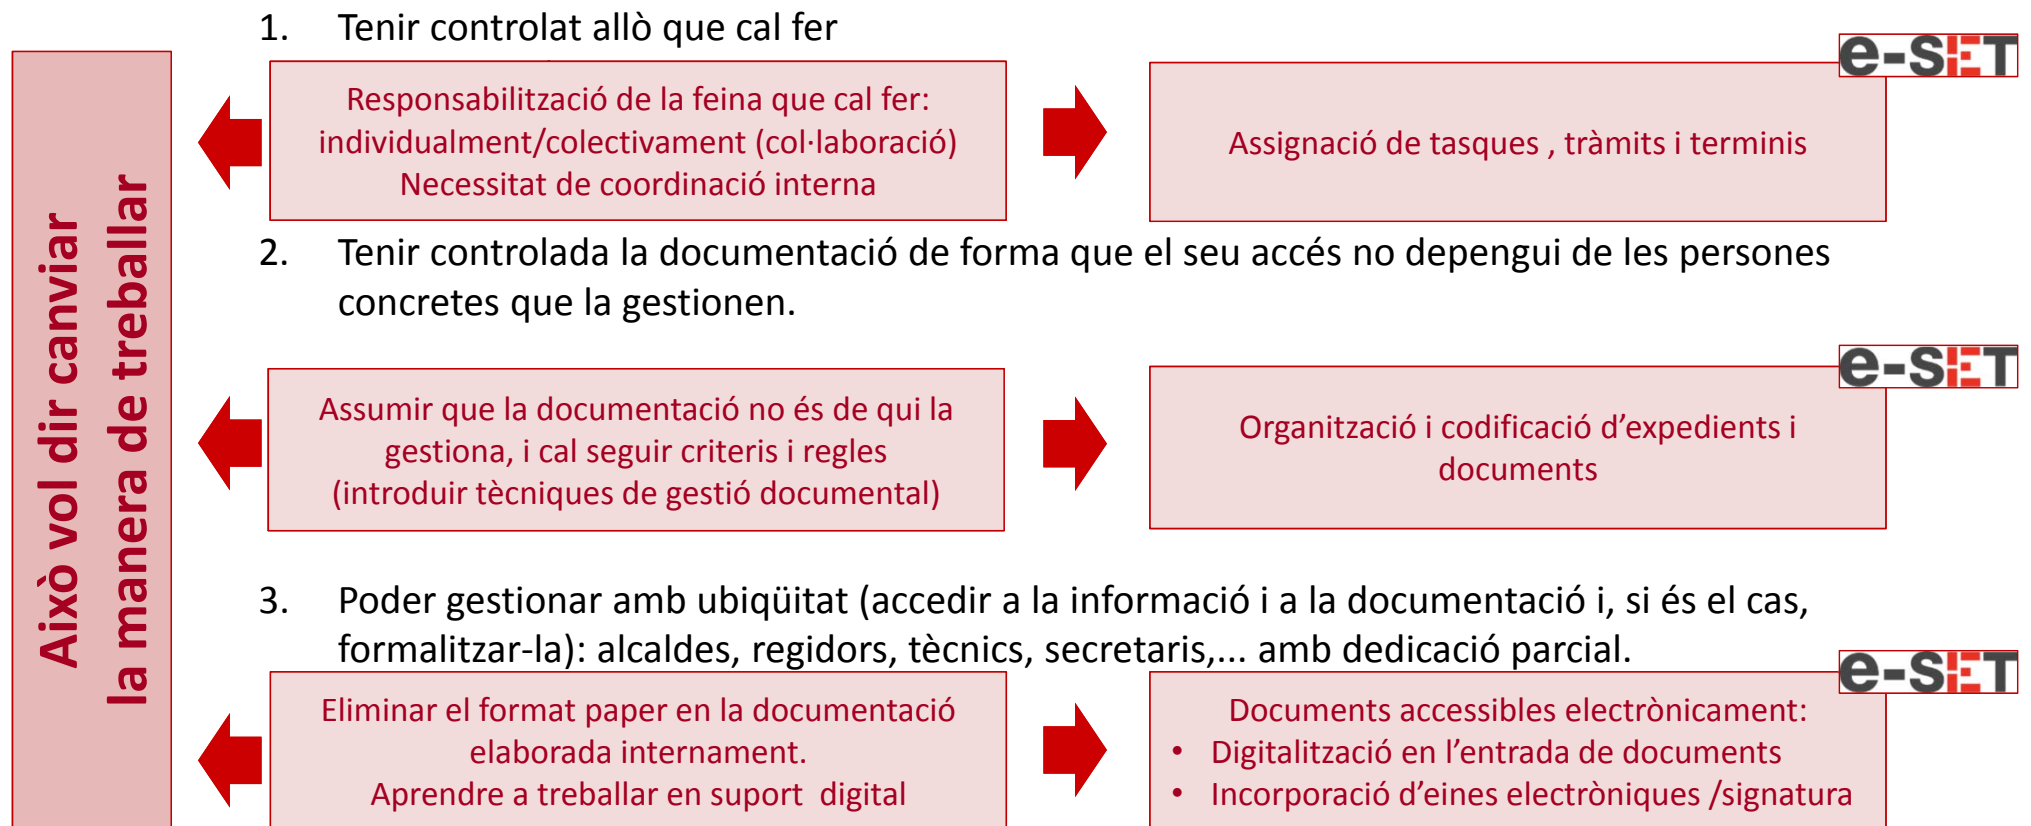 Això vol dir canviar
la manera de treballar
1. Tenir controlat allò que cal fer
Responsabilització de la feina que cal fer:
individualment/colectivament (col·laboració)
Necessitat de coordinació interna
e-SET
Assignació de tasques , tràmits i terminis
2. Tenir controlada la documentació de forma que el seu accés no depengui de les persones
concretes que la gestionen.
Assumir que la documentació no és de qui la
gestiona, i cal seguir criteris i regles
(introduir tècniques de gestió documental)
e-SET
Organització i codificació d’expedients i
documents
3. Poder gestionar amb ubiqüitat (accedir a la informació i a la documentació i, si és el cas,
formalitzar-la): alcaldes, regidors, tècnics, secretaris,... amb dedicació parcial.
Eliminar el format paper en la documentació
elaborada internament.
Aprendre a treballar en suport digital
e-SET
Documents accessibles electrònicament:
• Digitalització en l’entrada de documents
• Incorporació d’eines electròniques /signatura